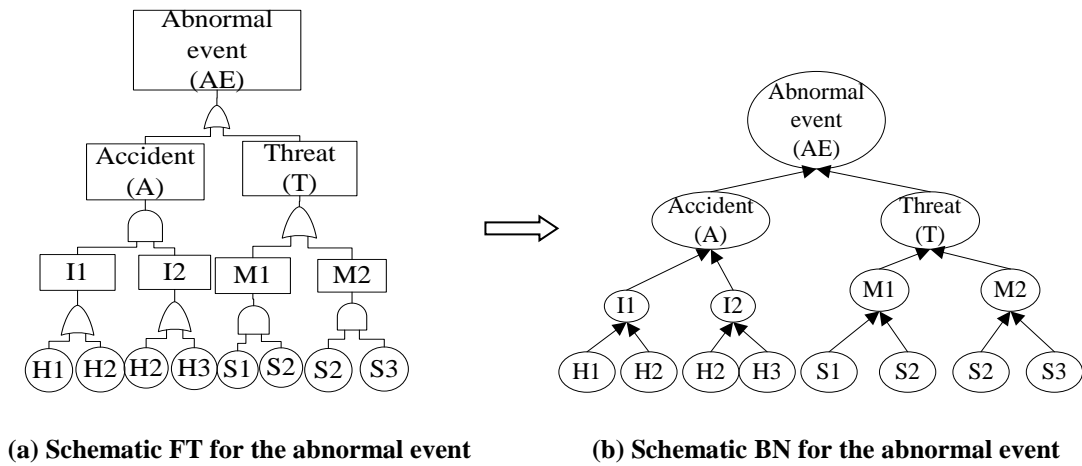 Abnormal
event
(AE)
Accident
(A)
Threat
(T)
I1
I2
M1
M2
H1
H2
H2
H3
S1
S2
S2
S3
(a) Schematic FT for the abnormal event
Abnormal
event
(AE)
Accident
(A)
Threat
(T)
I1
I2
M1
M2
H1
H2
H2
H3
S1
S2
S2
S3
(b) Schematic BN for the abnormal event